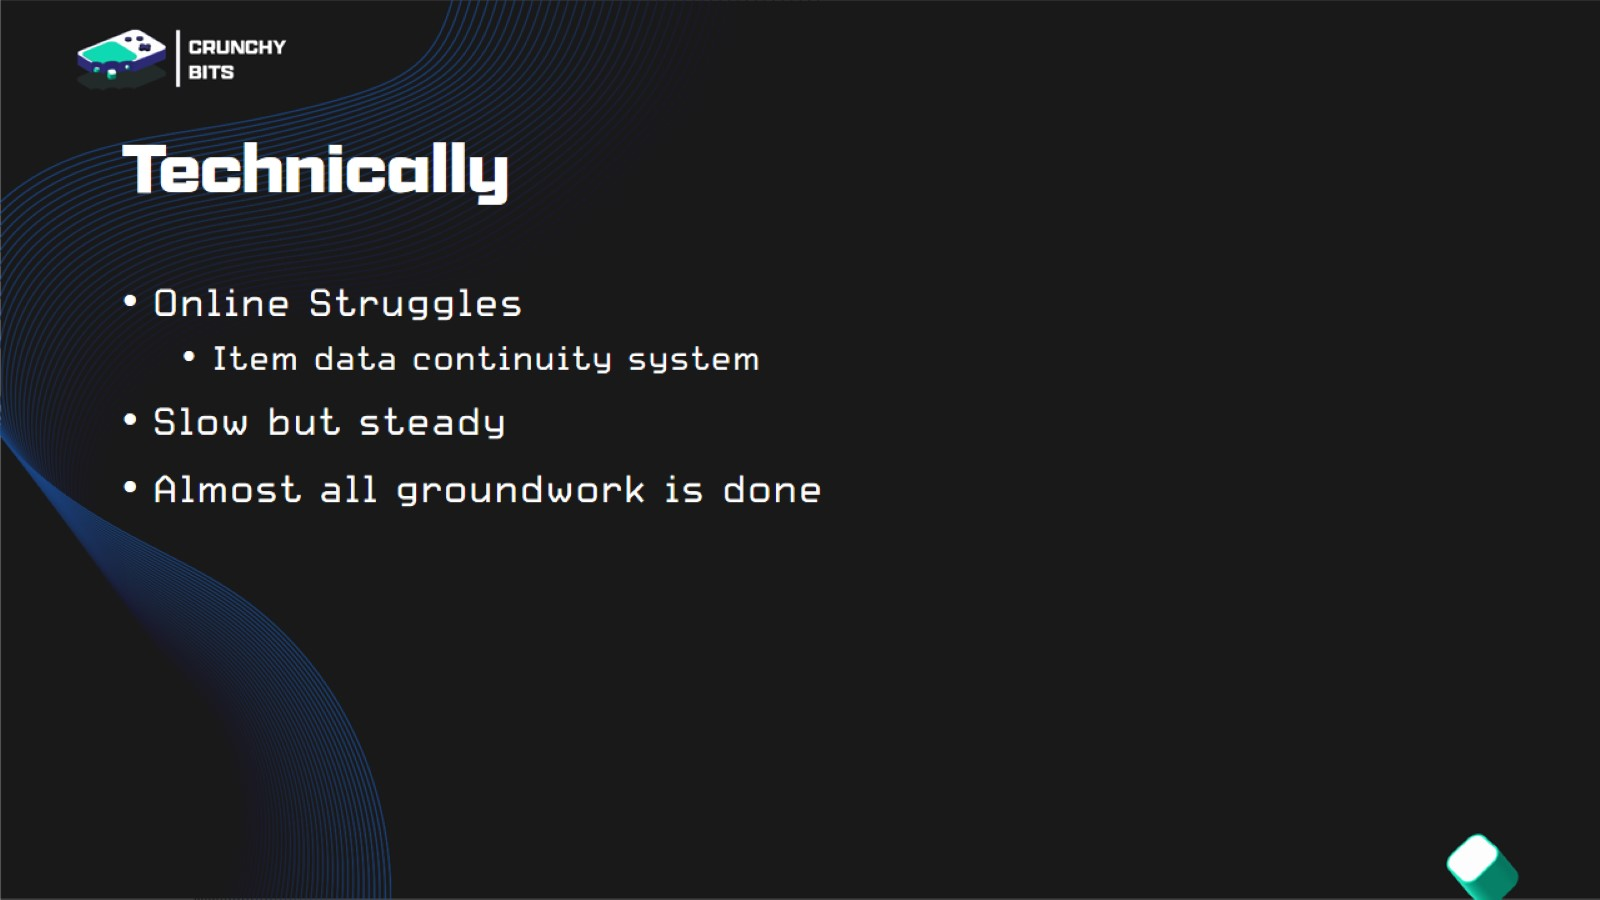 CRUNCHY
BITS
Technically
• Online Struggles
• Item data continuity system
• Slow but steady
• Almost all groundwork is done